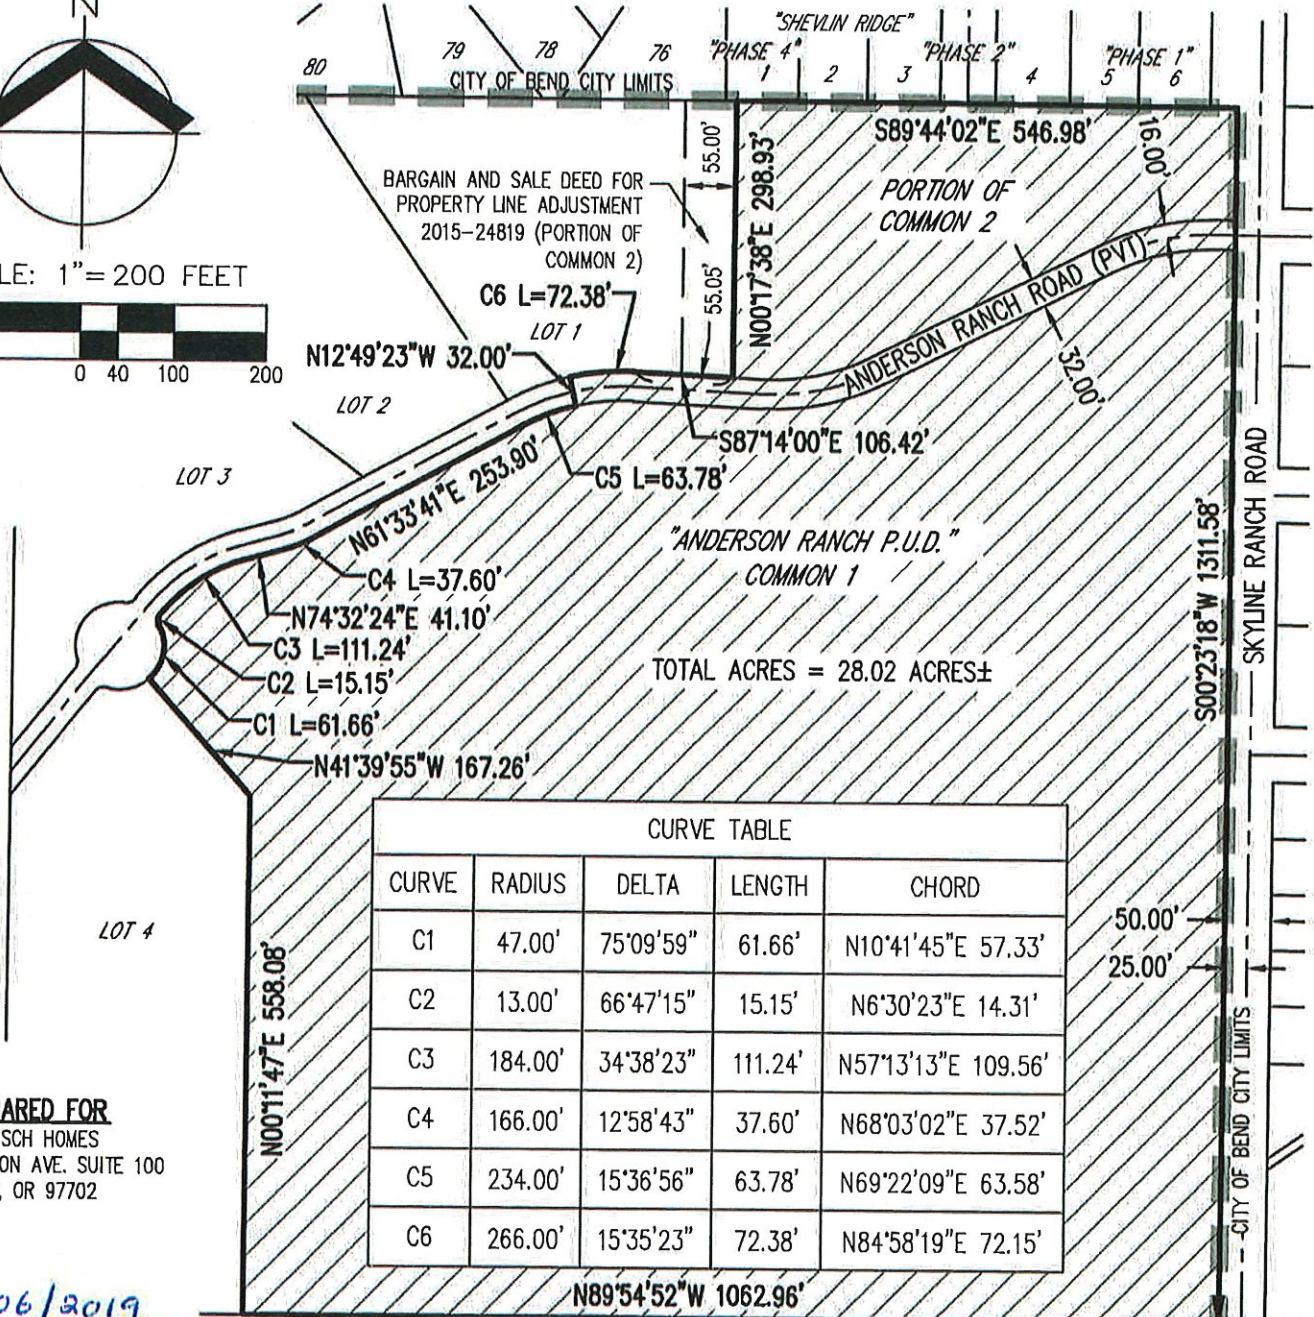 N
"SHEVLIN RIDGE"
80
79
78
76
"PHASE 4"
"PHASE 2"
"PHASE 1"
1
2
3
4
5
6
CITY OF BEND CITY LIMITS
S89°44'02"E 546.98'
16.00'
55.00'
N00°17'38"E 298.93'
BARGAIN AND SALE DEED FOR
PROPERTY LINE ADJUSTMENT
2015-24819 (PORTION OF
COMMON 2)
PORTION OF
COMMON 2
LE: 1"= 200 FEET
C6 L=72.38'
55.05'
LOT 1
ANDERSON RANCH ROAD (PVT)
32.00'
0 40 100 200
N12°49'23"W 32.00'
LOT 2
S87°14'00"E 106.42'
C5 L=63.78'
LOT 3
N61°33'41"E 253.90'
"ANDERSON RANCH P.U.D."
COMMON 1
S00°23'18"W 1311.58'
SKYLINE RANCH ROAD
C4 L=37.60'
N74°32'24"E 41.10'
C3 L=111.24'
C2 L=15.15'
TOTAL ACRES = 28.02 ACRES±
C1 L=61.66'
N41°39'55"W 167.26'
CURVE TABLE
CURVE RADIUS DELTA LENGTH CHORD
C1 47.00' 75°09'59" 61.66' N10°41'45"E 57.33'
C2 13.00' 66°47'15" 15.15' N6°30'23"E 14.31'
C3 184.00' 34°38'23" 111.24' N57°13'13"E 109.56'
C4 166.00' 12°58'43" 37.60' N68°03'02"E 37.52'
C5 234.00' 15°36'56" 63.78' N69°22'09"E 63.58'
C6 266.00' 15°35'23" 72.38' N84°58'19"E 72.15'
50.00'
25.00'
LOT 4
N00°11'47"E 558.08'
CITY OF BEND CITY LIMITS
ARED FOR
SCH HOMES
ON AVE. SUITE 100
, OR 97702
06/2019
N89°54'52"W 1062.96'